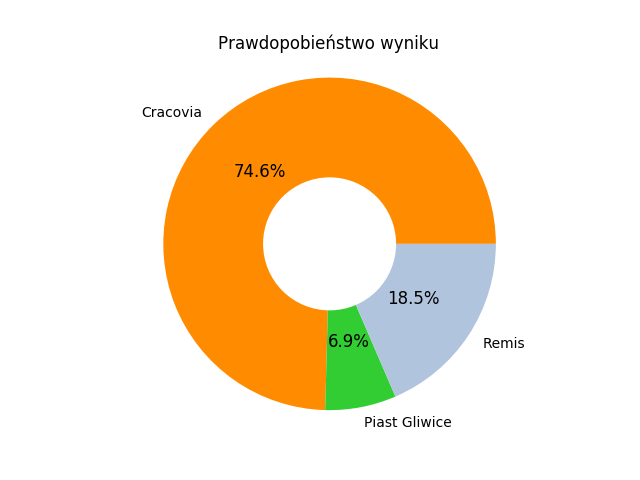 Prawdopobieństwo wyniku
Cracovia
74.6%
18.5%
6.9%
Remis
Piast Gliwice